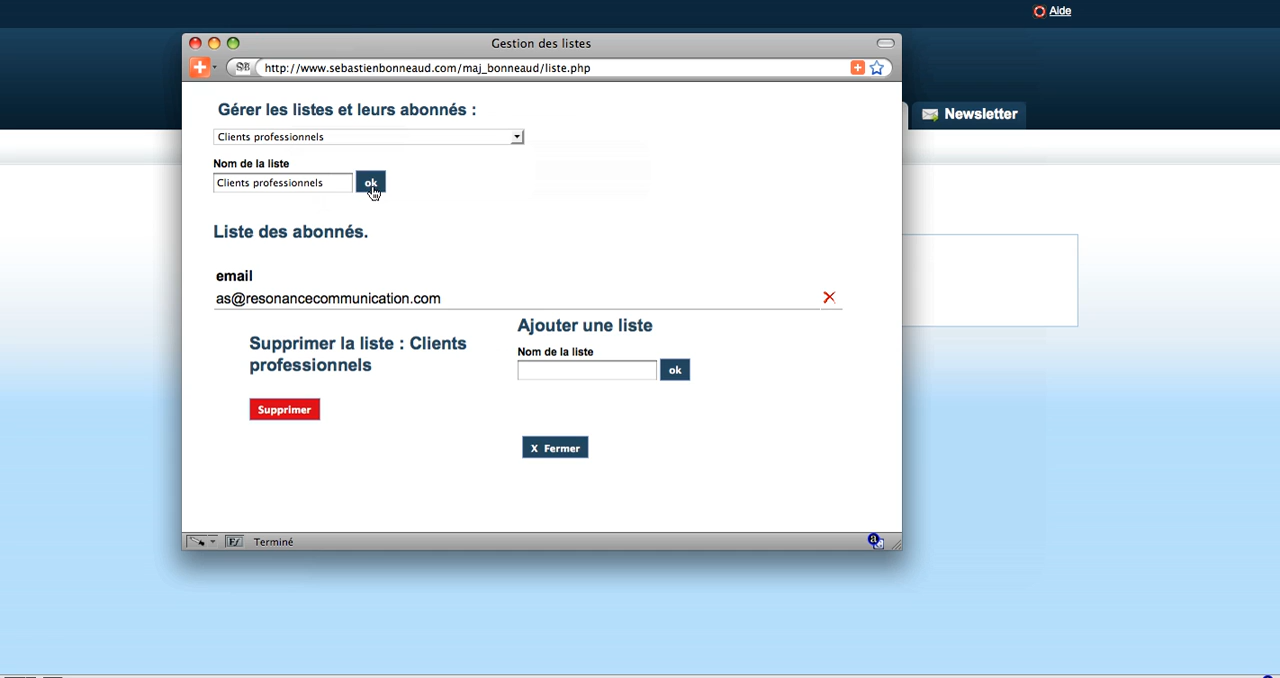 Aide
Gestion des listes
SB http://www.sebastienbonneaud.com/maj_bonneaud/liste.php
Newsletter
Gérer les listes et leurs abonnés :
Clients professionnels
Nom de la liste
Clients professionnels ok
Liste des abonnés.
email
as@resonancecommunication.com
Supprimer la liste : Clients
professionnels
Supprimer
Ajouter une liste
Nom de la liste
ok
X Fermer
Terminé